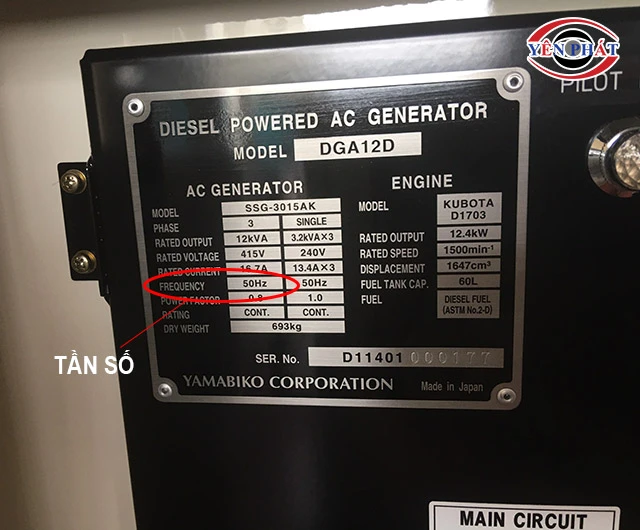 YÊN PHÁT
PILOT
DIESEL POWERED AC GENERATOR
MODEL DGA12D
AC GENERATOR
MODEL SSG-3015AK
PHASE 3 SINGLE
RATED OUTPUT 12kVA 3.2kVA×3
RATED VOLTAGE 415V 240V
RATED CURRENT 16.7A 13.4A×3
FREQUENCY 50Hz 50Hz
POWER FACTOR 0.8 1.0
RATING CONT. CONT.
DRY WEIGHT 693kg
ENGINE
MODEL KUBOTA
D1703
RATED OUTPUT 12.4kW
RATED SPEED 1500min⁻¹
DISPLACEMENT 1647cm³
FUEL TANK CAP. 60L
FUEL DIESEL FUEL
(ASTM No.2-D)
TẦN SỐ
SER. No. D11401 000177
YAMABIKO CORPORATION Made in Japan
MAIN CIRCUIT